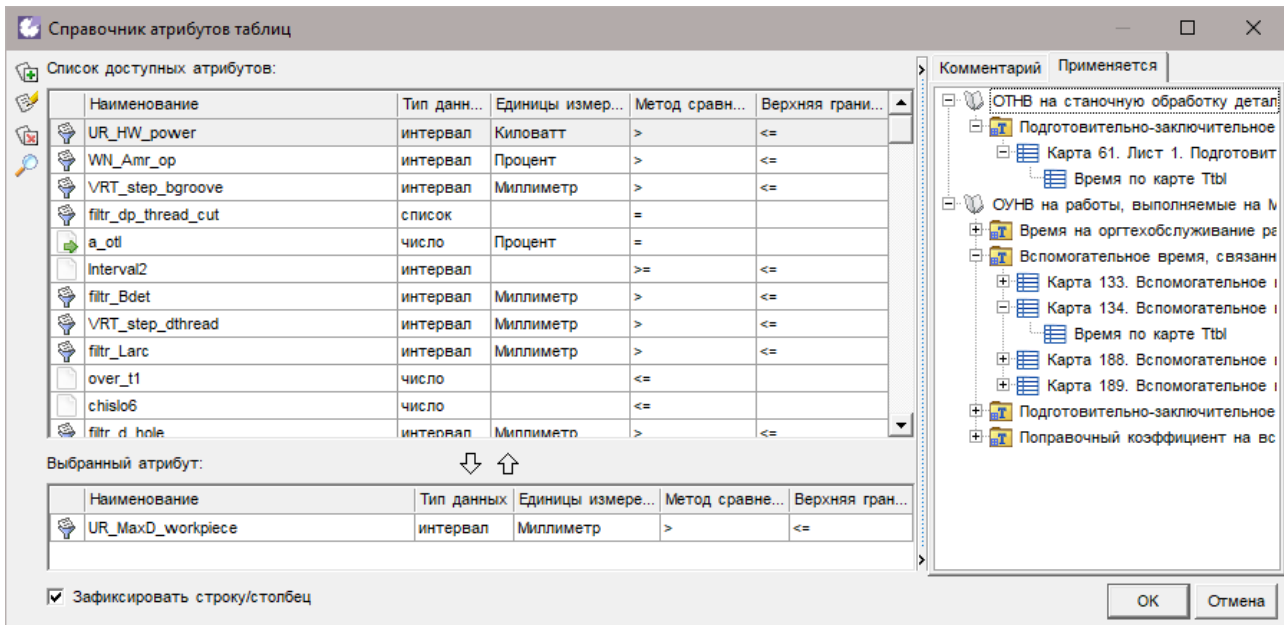 Справочник атрибутов таблиц
Список доступных атрибутов:
Наименование Тип данн... Единицы измер... Метод сравн... Верхняя грани...
UR_HW_power интервал Киловатт > <=
WN_Amr_op интервал Процент > <=
VRT_step_bgroove интервал Миллиметр > <=
filtr_dp_thread_cut список =
a_otl число Процент =
Interval2 интервал >= <=
filtr_Bdet интервал Миллиметр > <=
VRT_step_dthread интервал Миллиметр > <=
filtr_Larc интервал Миллиметр > <=
over_t1 число <=
chislo6 число <=
filtr_d_hole интервал Миллиметр > <=
Выбранный атрибут:
Наименование Тип данных Единицы измере... Метод сравне... Верхняя гран...
UR_MaxD_workpiece интервал Миллиметр > <=
Зафиксировать строку/столбец
Комментарий Применяется
ОТНВ на станочную обработку детал
Подготовительно-заключительное
Карта 61. Лист 1. Подготовит
Время по карте Ttbl
ОУНВ на работы, выполняемые на М
Время на оргтехобслуживание ра
Вспомогательное время, связанн
Карта 133. Вспомогательное
Карта 134. Вспомогательное
Время по карте Ttbl
Карта 188. Вспомогательное
Карта 189. Вспомогательное
Подготовительно-заключительное
Поправочный коэффициент на вс
ОК Отмена